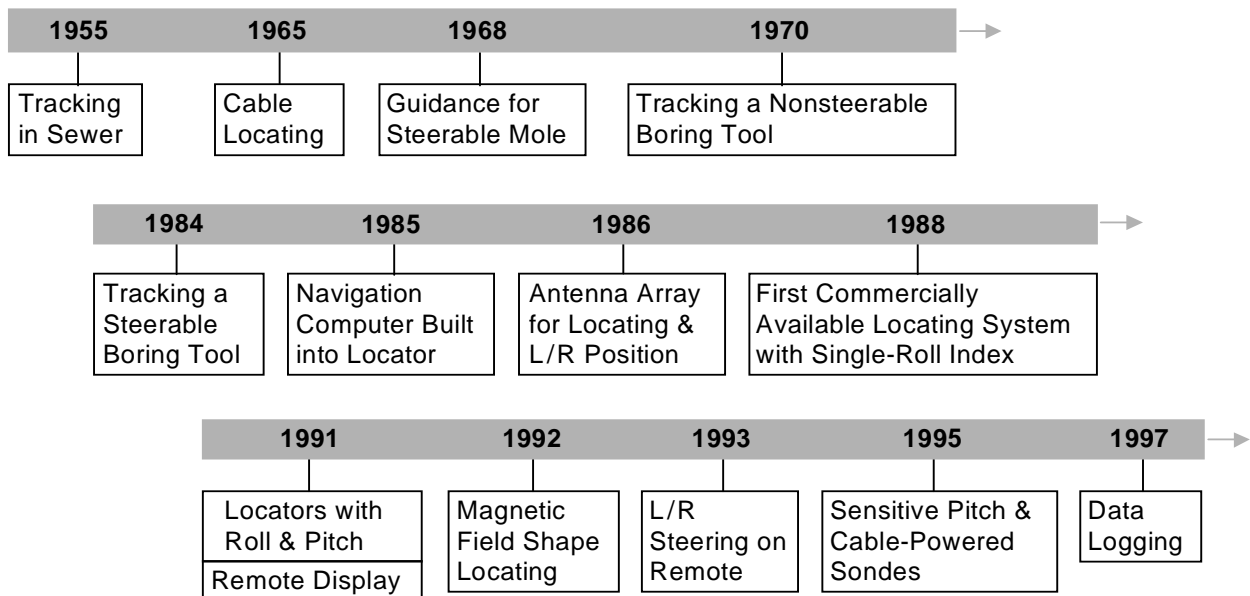 1955 1965 1968 1970
Tracking
in Sewer
Cable
Locating
Guidance for
Steerable Mole
Tracking a Nonsteerable
Boring Tool
1984 1985 1986 1988
Tracking a
Steerable
Boring Tool
Navigation
Computer Built
into Locator
Antenna Array
for Locating &
L/R Position
First Commercially
Available Locating System
with Single-Roll Index
1991 1992 1993 1995 1997
Locators with
Roll & Pitch
Remote Display
Magnetic
Field Shape
Locating
L/R
Steering on
Remote
Sensitive Pitch &
Cable-Powered
Sondes
Data
Logging